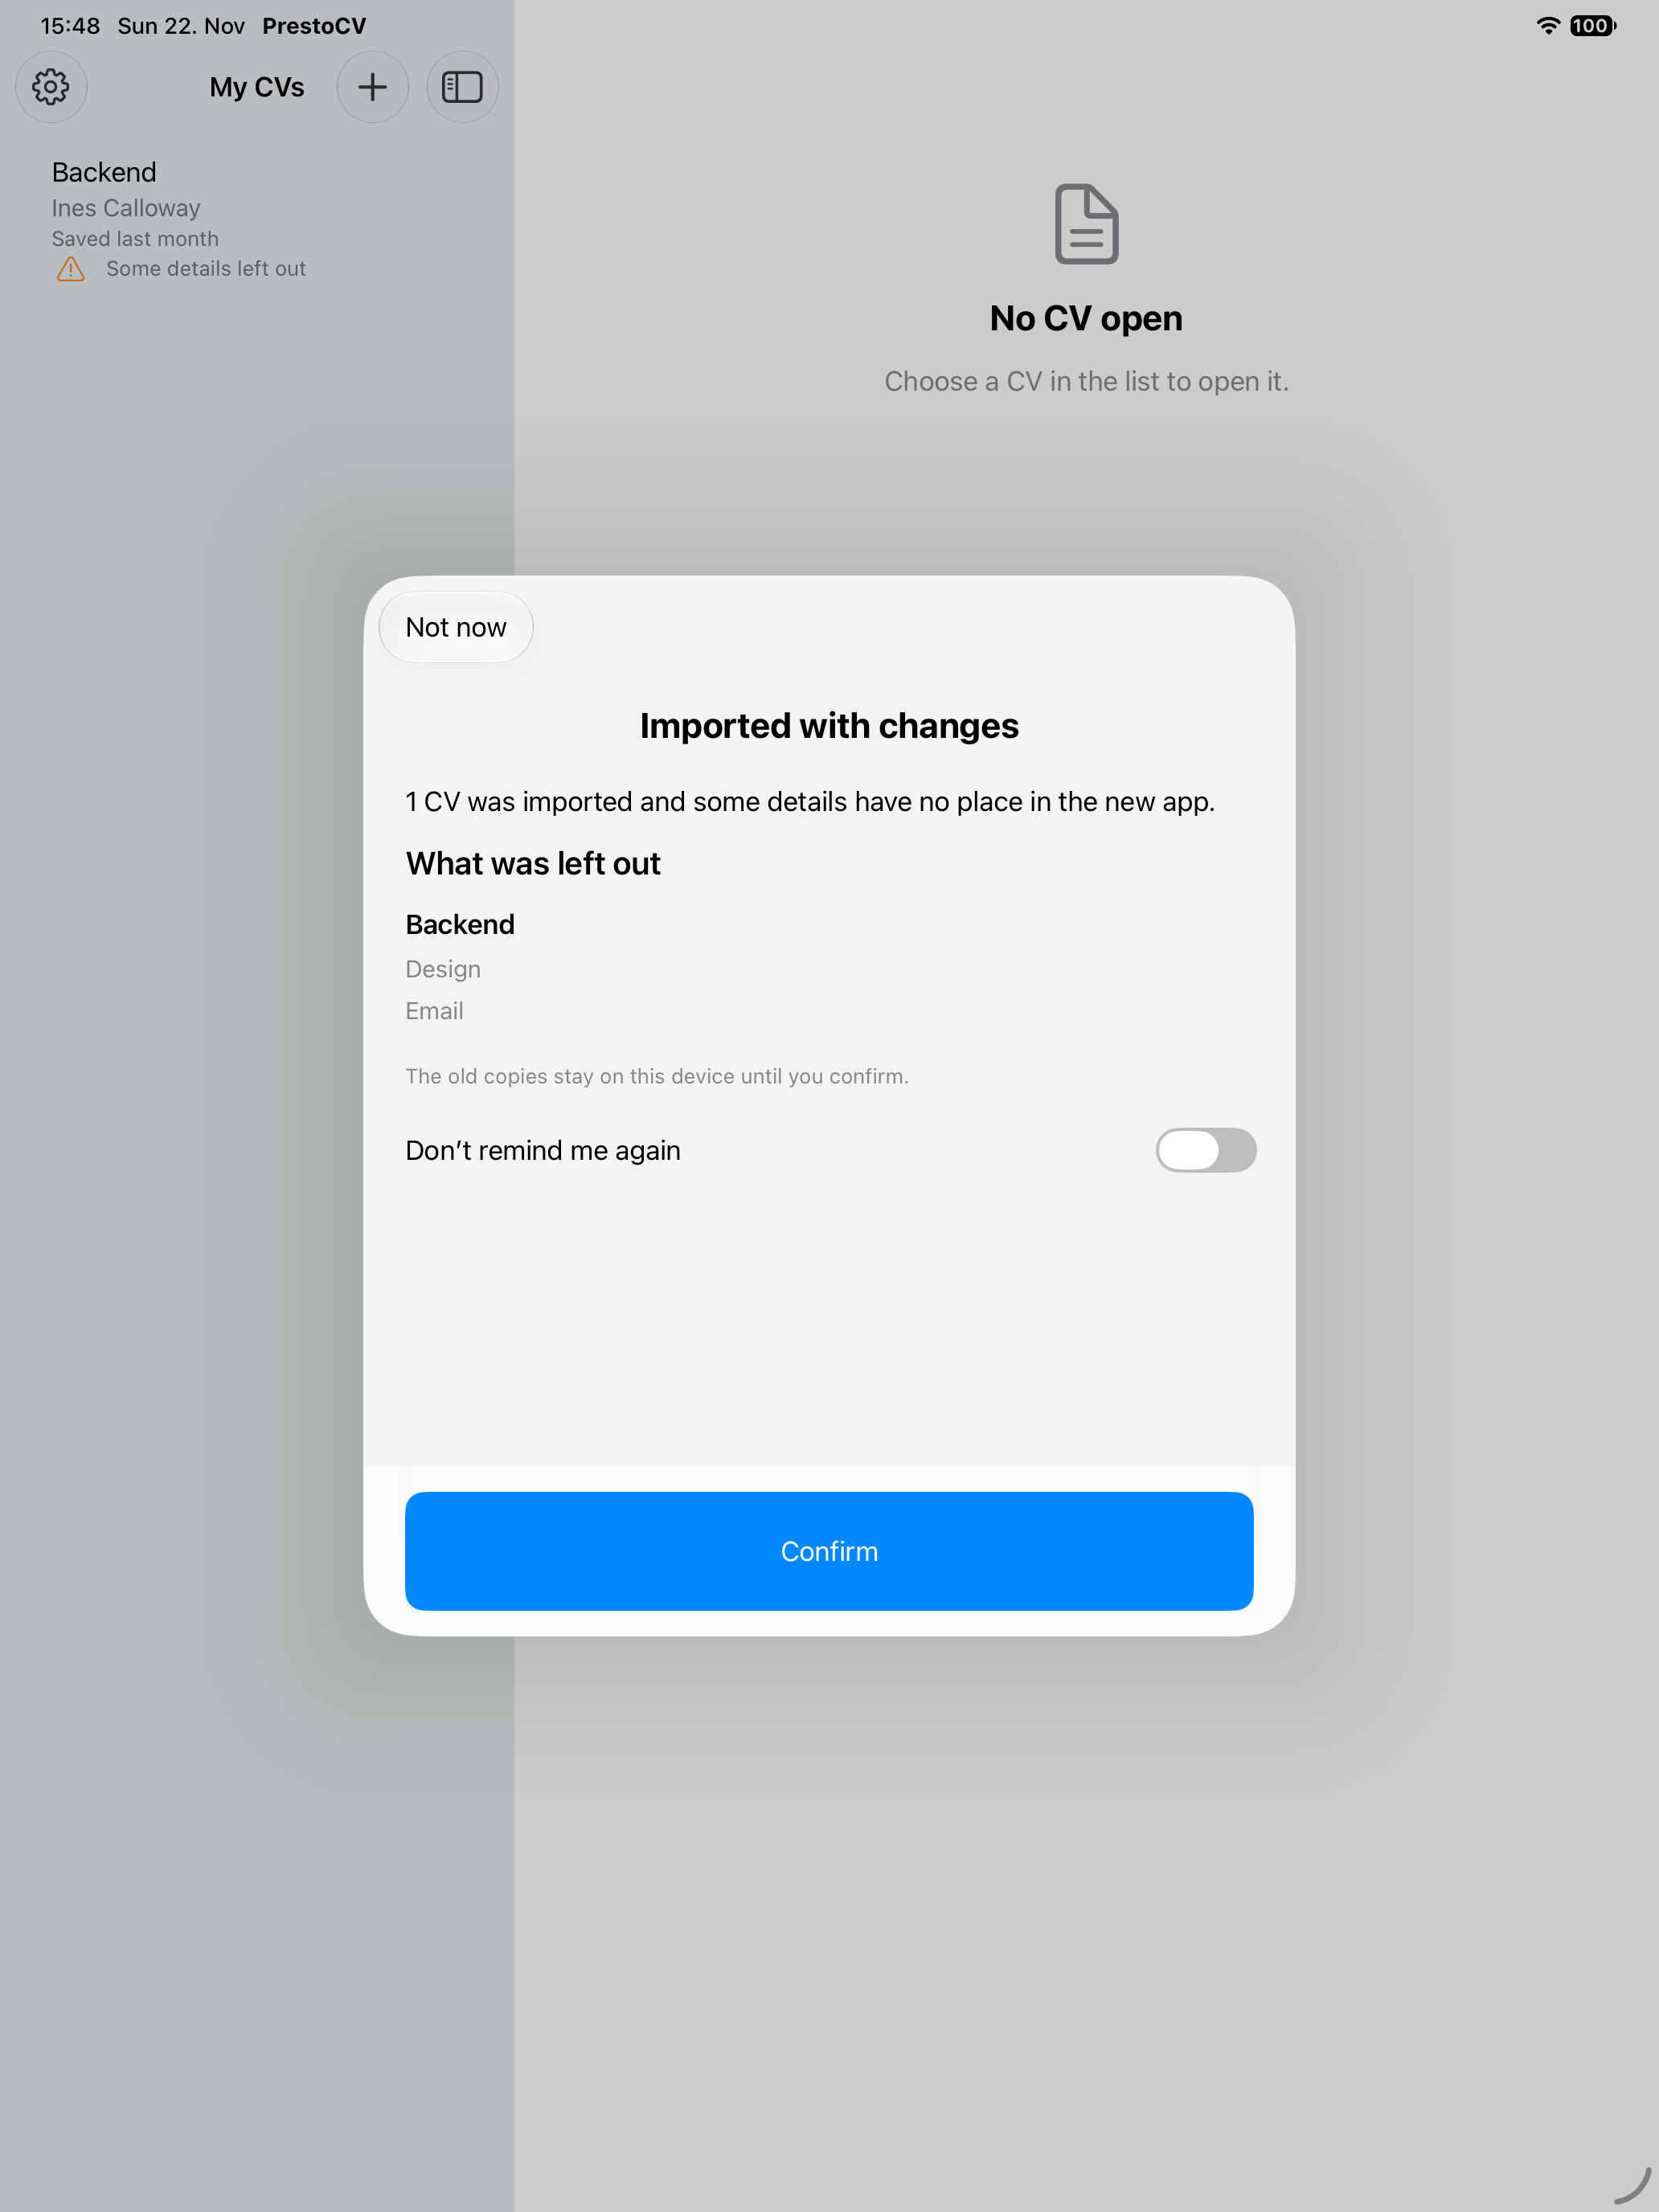 15:48 Sun 22. Nov PrestoCV
100
My CVs
Backend
Ines Calloway
Saved last month
Some details left out
No CV open
Choose a CV in the list to open it.
Not now
Imported with changes
1 CV was imported and some details have no place in the new app.
What was left out
Backend
Design
Email
The old copies stay on this device until you confirm.
Don’t remind me again
Confirm